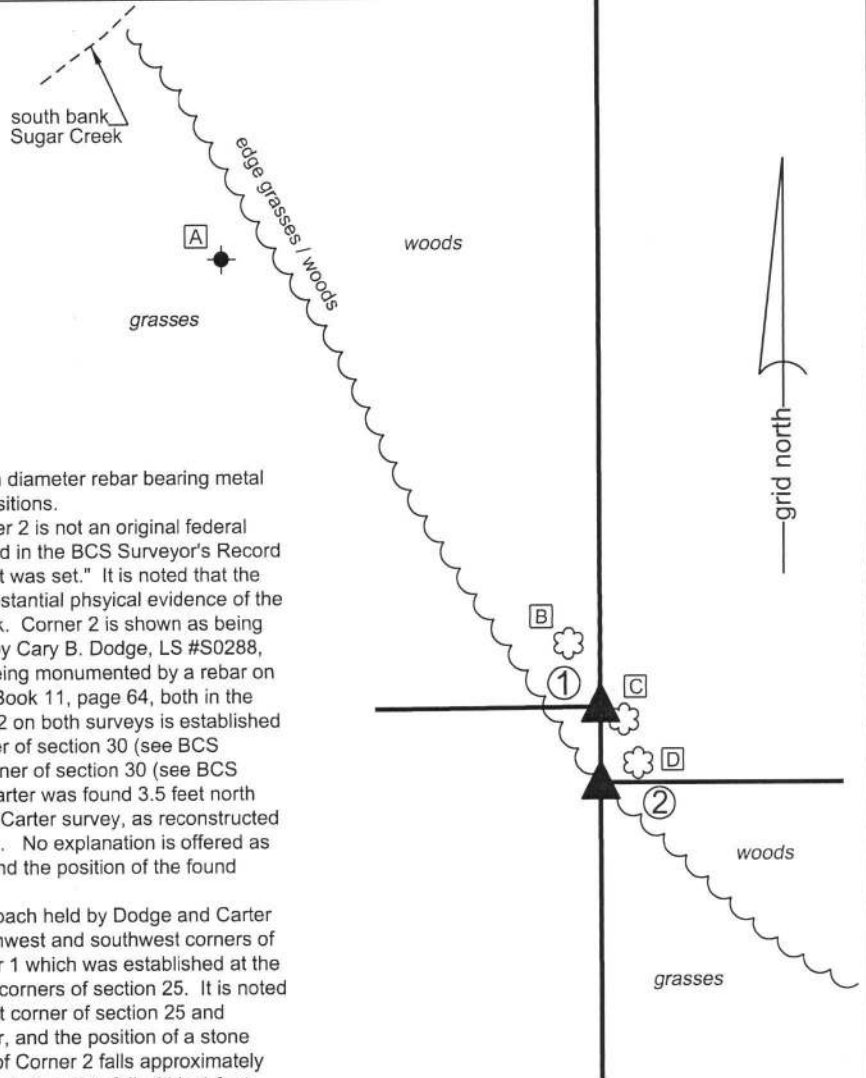 south bank
Sugar Creek
edge grasses / woods
A
woods
grasses
grid north
diameter rebar bearing metal
sitions.
er 2 is not an original federal
d in the BCS Surveyor's Record
t was set." It is noted that the
stantial phsyical evidence of the
k. Corner 2 is shown as being
by Cary B. Dodge, LS #S0288,
eing monumented by a rebar on
Book 11, page 64, both in the
2 on both surveys is established
er of section 30 (see BCS
rner of section 30 (see BCS
arter was found 3.5 feet north
Carter survey, as reconstructed
. No explanation is offered as
nd the position of the found
oach held by Dodge and Carter
hwest and southwest corners of
r 1 which was established at the
corners of section 25. It is noted
t corner of section 25 and
r, and the position of a stone
of Corner 2 falls approximately
B
1
C
D
2
woods
grasses